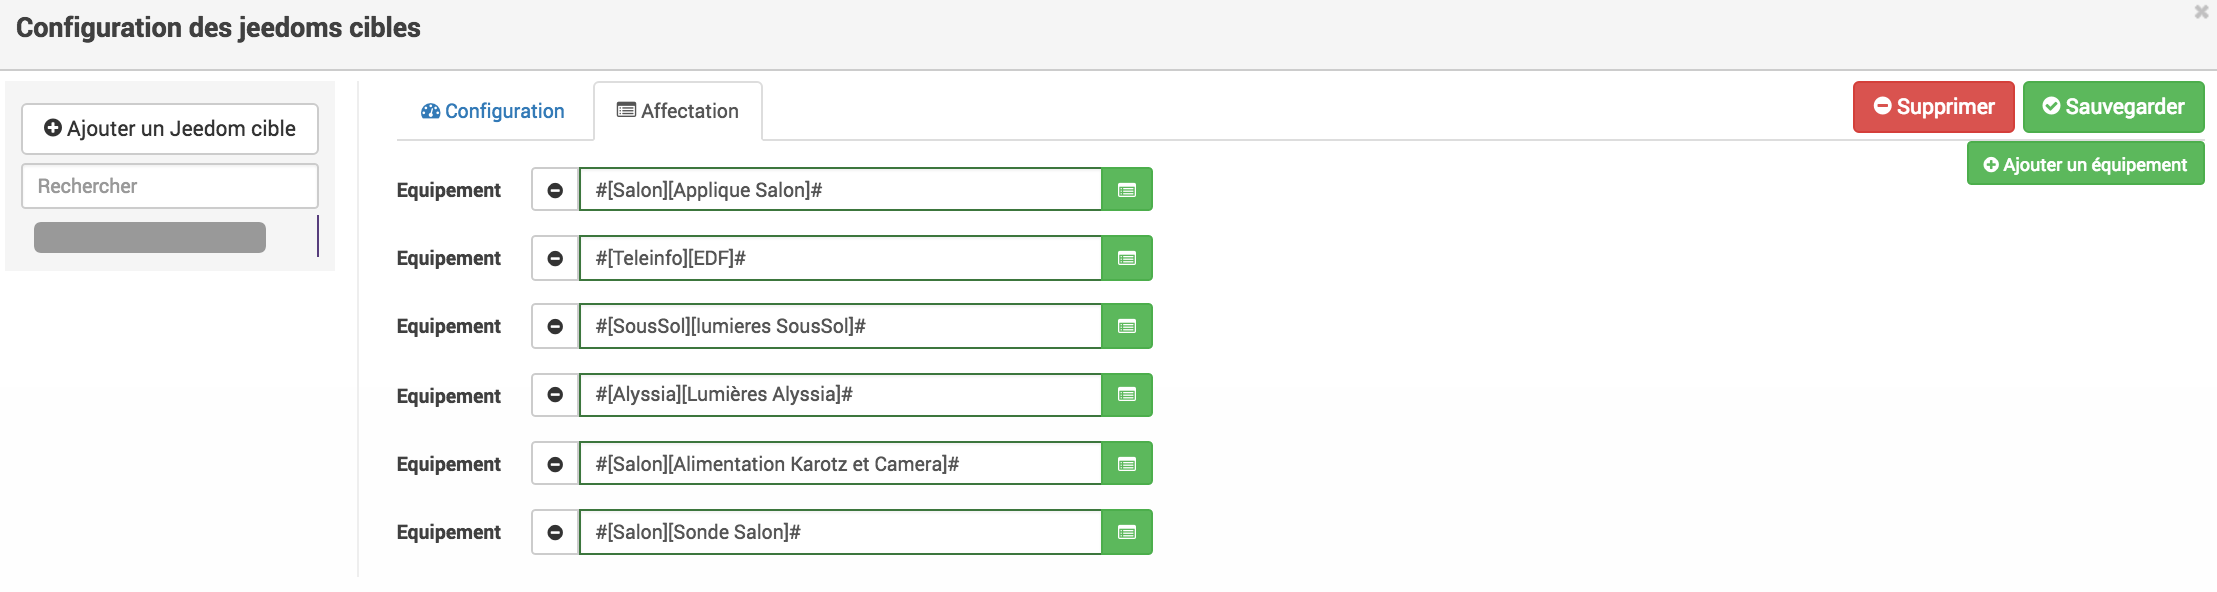 Configuration des jeedoms cibles
Ajouter un Jeedom cible
Rechercher
Configuration
Affectation
Supprimer
Sauvegarder
Ajouter un équipement
Equipement #[Salon][Applique Salon]#
Equipement #[Teleinfo][EDF]#
Equipement #[SousSol][lumieres SousSol]#
Equipement #[Alyssia][Lumières Alyssia]#
Equipement #[Salon][Alimentation Karotz et Camera]#
Equipement #[Salon][Sonde Salon]#